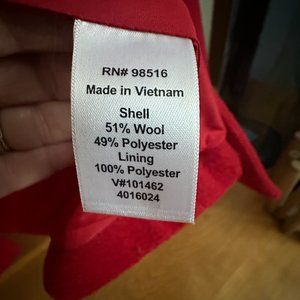 RN# 98516
Made in Vietnam
Shell
51% Wool
49% Polyester
Lining
100% Polyester
V#101462
4016024